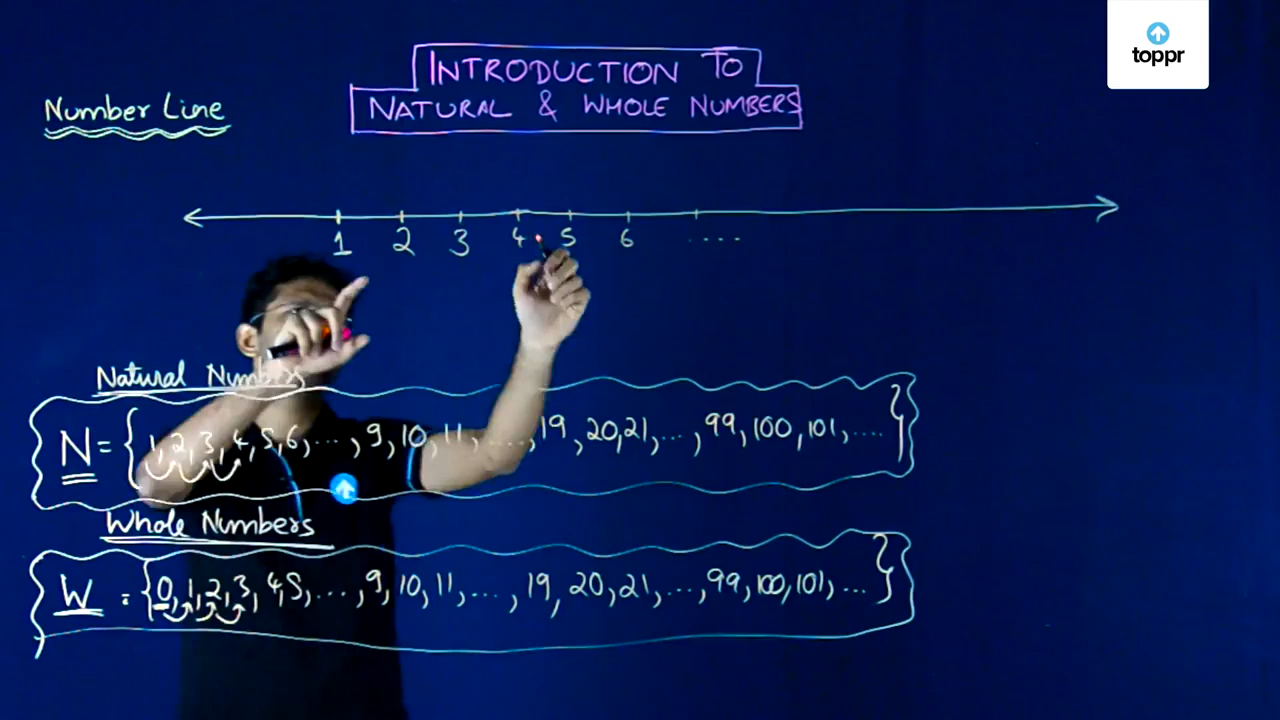 toppr
INTRODUCTION TO
NATURAL & WHOLE NUMBERS
Number Line
1 2 3 4 5 6 ....
Natural Numbers
N = { 1, 2, 3, 4, 5, 6, ... , 9, 10, 11, ...., 19, 20, 21, ... , 99, 100, 101, .... }
Whole Numbers
W = { 0, 1, 2, 3, 4, 5, ... , 9, 10, 11, ... , 19, 20, 21, ... , 99, 100, 101, ... }